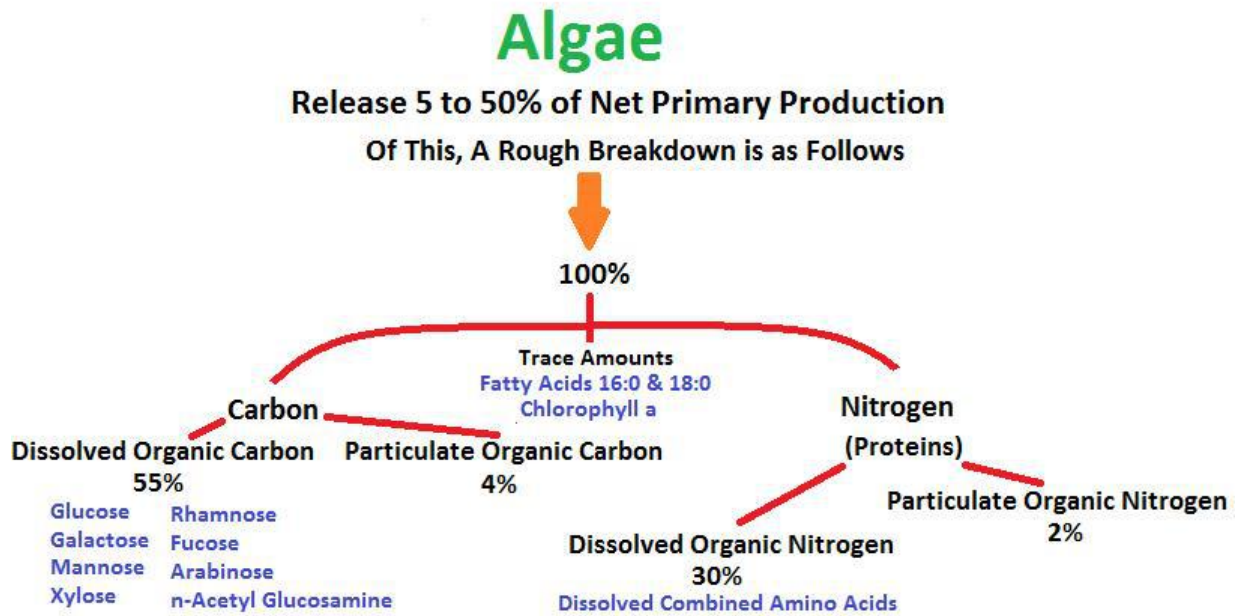 Algae
Release 5 to 50% of Net Primary Production
Of This, A Rough Breakdown is as Follows
100%
Trace Amounts
Fatty Acids 16:0 & 18:0
Chlorophyll a
Carbon
Dissolved Organic Carbon
55%
Glucose Rhamnose
Galactose Fucose
Mannose Arabinose
Xylose n-Acetyl Glucosamine
Particulate Organic Carbon
4%
Nitrogen
(Proteins)
Dissolved Organic Nitrogen
30%
Dissolved Combined Amino Acids
Particulate Organic Nitrogen
2%